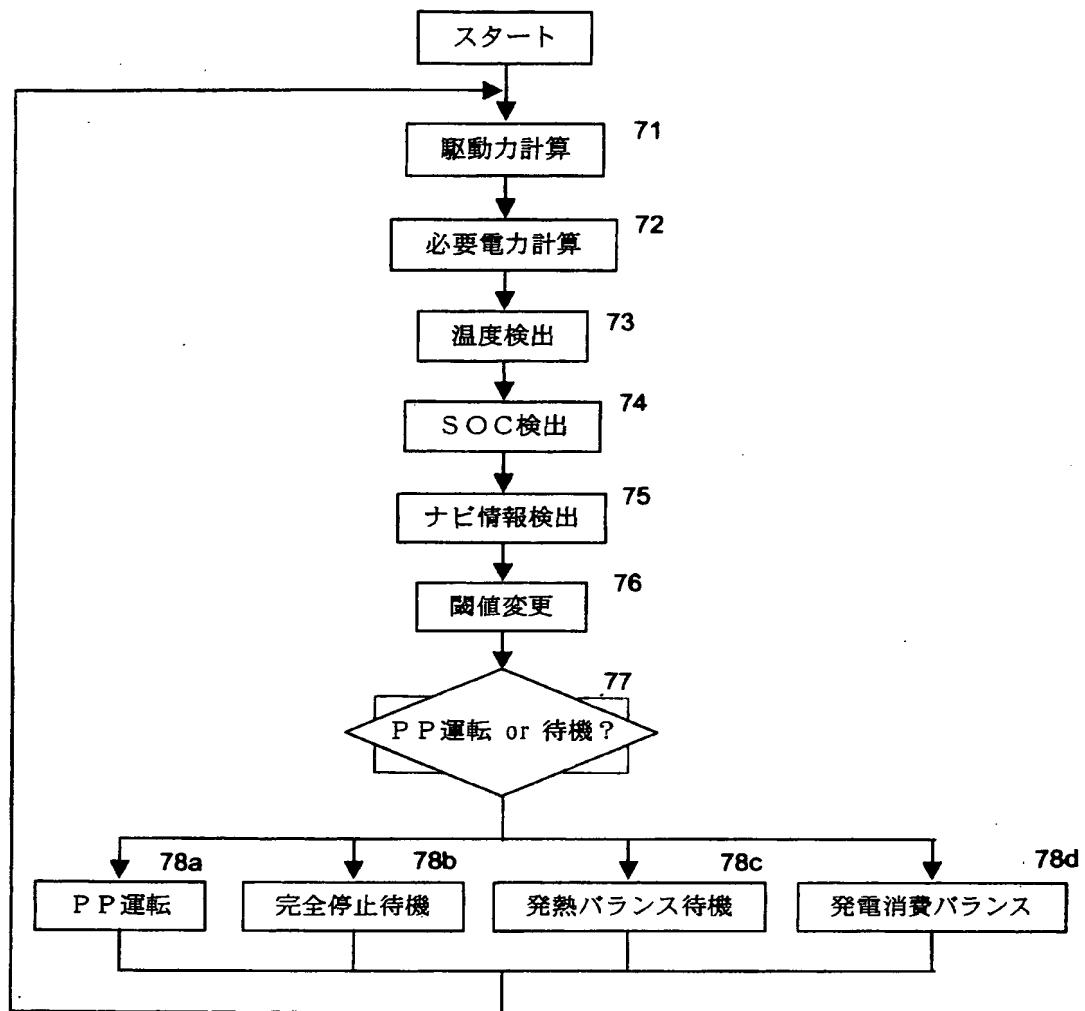 スタート
71
駆動力計算
72
必要電力計算
73
温度検出
74
SOC検出
75
ナビ情報検出
76
閾値変更
77
PP運転 or 待機?
78a
PP運転
78b
完全停止待機
78c
発熱バランス待機
78d
発電消費バランス